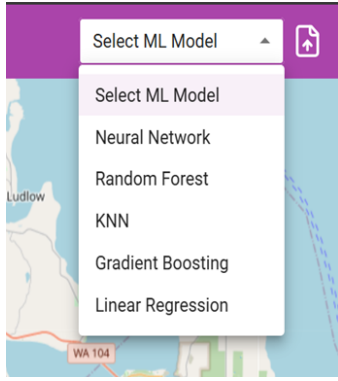 Select ML Model
Select ML Model
Neural Network
Random Forest
KNN
Gradient Boosting
Linear Regression
Ludlow
WA 104